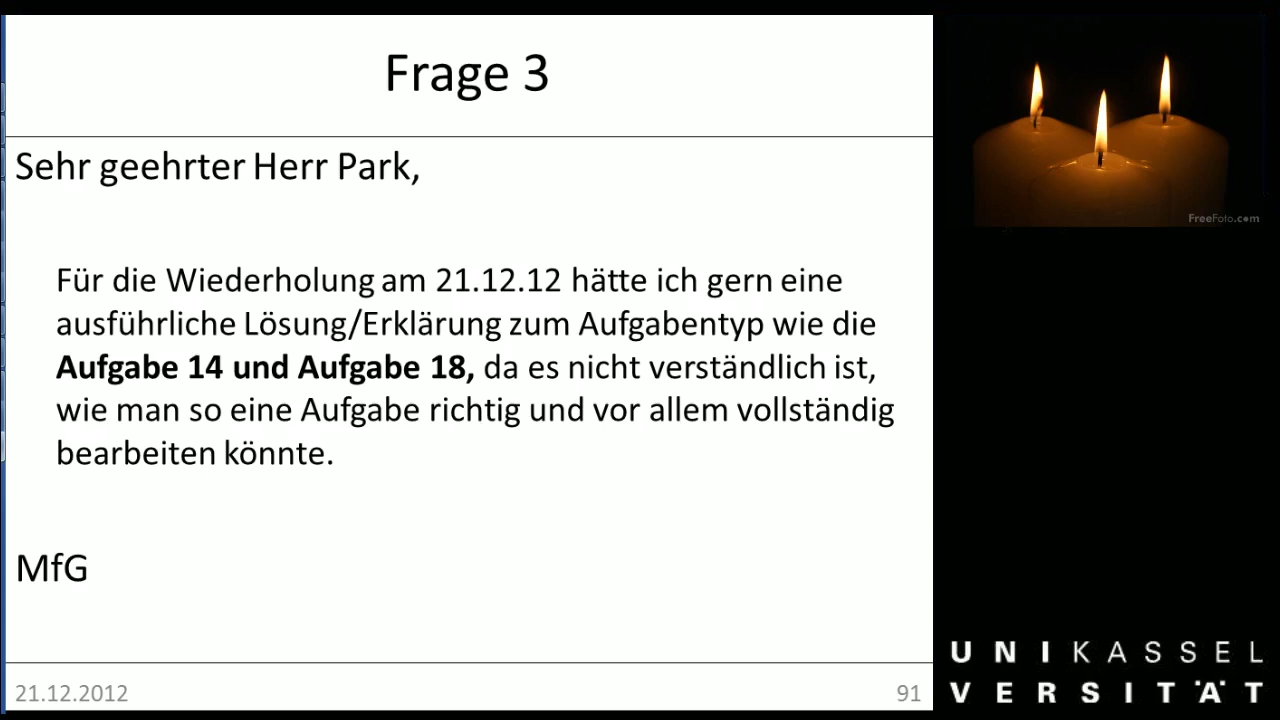 Frage 3
Sehr geehrter Herr Park,
Für die Wiederholung am 21.12.12 hätte ich gern eine
ausführliche Lösung/Erklärung zum Aufgabentyp wie die
Aufgabe 14 und Aufgabe 18, da es nicht verständlich ist,
wie man so eine Aufgabe richtig und vor allem vollständig
bearbeiten könnte.
MfG
21.12.2012
91
FreeFoto.com
UNIKASSEL
VERSITÄT